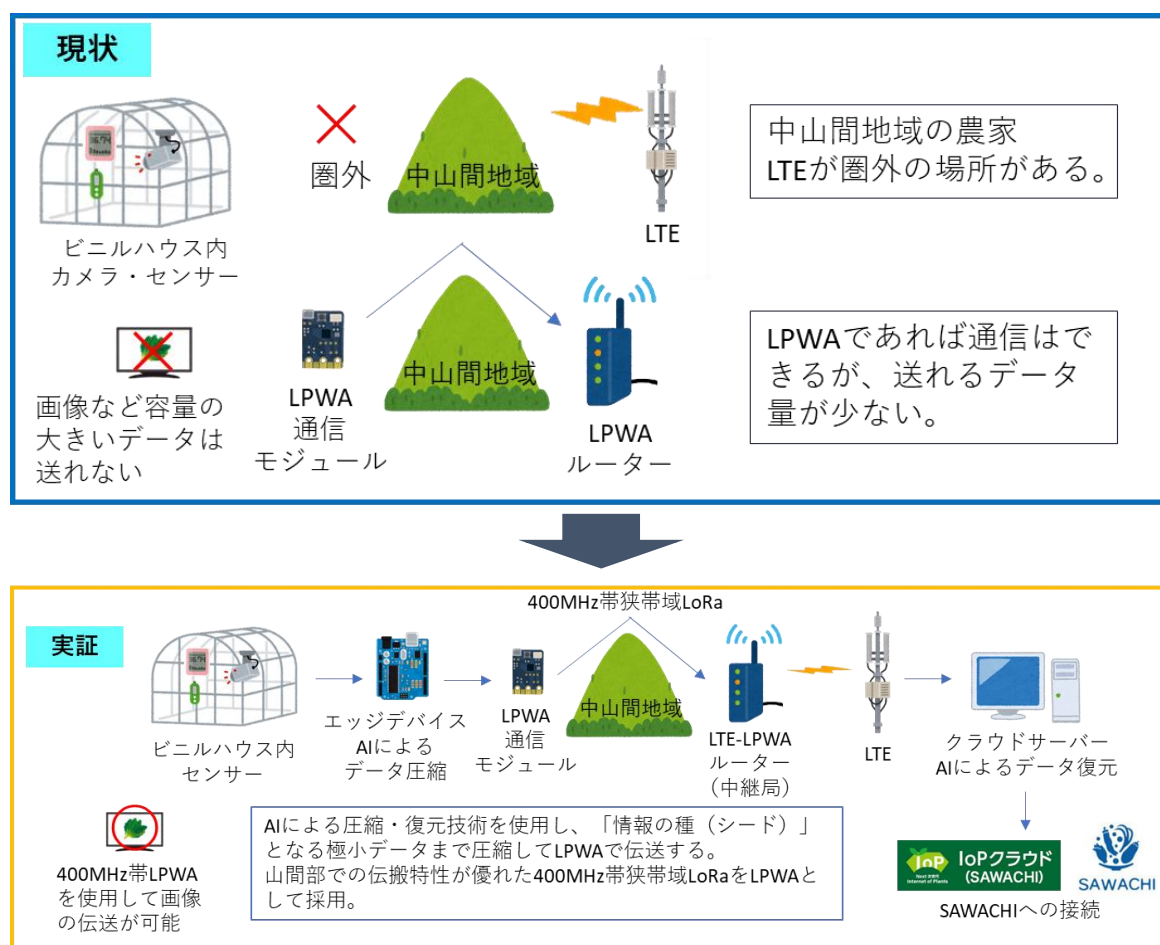 現状
圏外
中山間地域
LTE
中山間地域の農家
LTEが圏外の場所がある。
ビニルハウス内
カメラ・センサー
画像など容量の
大きいデータは
送れない
LPWA
通信
モジュール
中山間地域
LPWA
ルーター
LPWAであれば通信はで
きるが、送れるデータ
量が少ない。
実証
400MHz帯狭帯域LoRa
ビニルハウス内
センサー
エッジデバイス
AIによる
データ圧縮
LPWA
通信
モジュール
中山間地域
LTE-LPWA
ルーター
（中継局）
LTE
クラウドサーバー
AIによるデータ復元
400MHz帯LPWA
を使用して画像
の伝送が可能
AIによる圧縮・復元技術を使用し、「情報の種（シード）」
となる極小データまで圧縮してLPWAで伝送する。
山間部での伝搬特性が優れた400MHz帯狭帯域LoRaをLPWAと
して採用。
IoP
Internet of Plants
IoPクラウド
(SAWACHI)
SAWACHI
SAWACHIへの接続